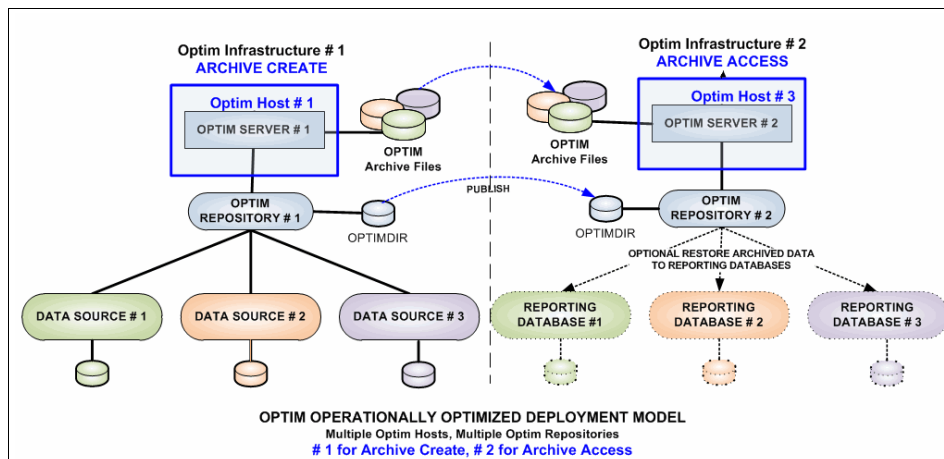 Optim Infrastructure # 1
ARCHIVE CREATE
Optim Host # 1
OPTIM SERVER # 1
OPTIM
Archive Files
OPTIM
REPOSITORY # 1
OPTIMDIR
DATA SOURCE # 1
DATA SOURCE # 2
DATA SOURCE # 3
PUBLISH
Optim Infrastructure # 2
ARCHIVE ACCESS
Optim Host # 3
OPTIM SERVER # 2
OPTIM
Archive Files
OPTIM
REPOSITORY # 2
OPTIMDIR
OPTIONAL RESTORE ARCHIVED DATA
TO REPORTING DATABASES
REPORTING
DATABASE #1
REPORTING
DATABASE # 2
REPORTING
DATABASE # 3
OPTIM OPERATIONALLY OPTIMIZED DEPLOYMENT MODEL
Multiple Optim Hosts, Multiple Optim Repositories
# 1 for Archive Create, # 2 for Archive Access